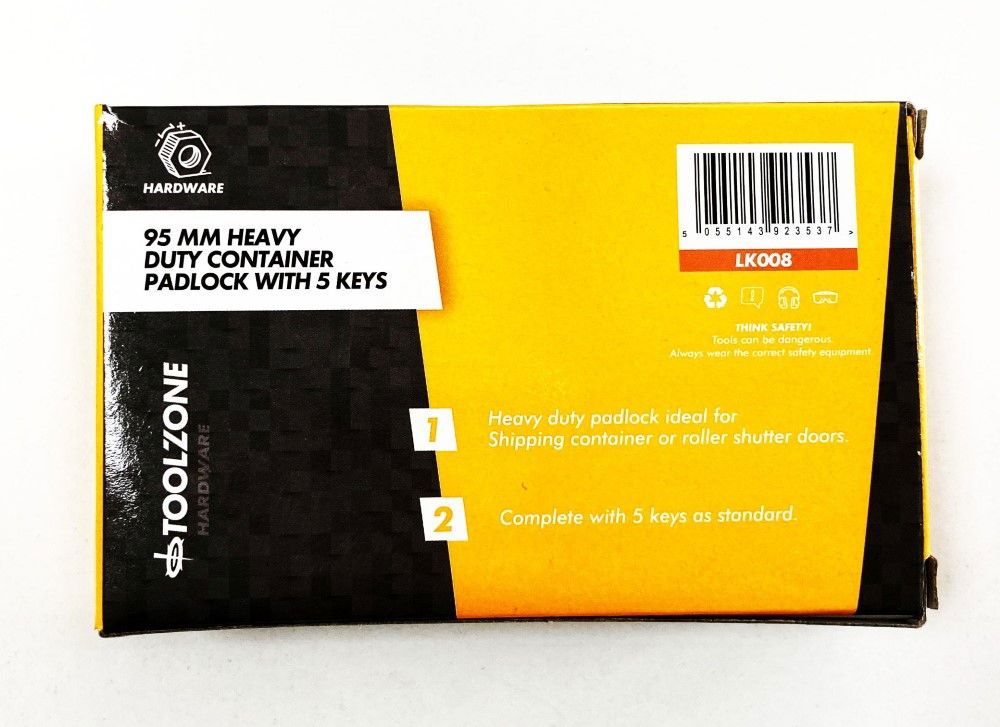 HARDWARE
95 MM HEAVY
DUTY CONTAINER
PADLOCK WITH 5 KEYS
TOOLZONE
HARDWARE
5 055143 923537 >
LK008
THINK SAFETY!
Tools can be dangerous.
Always wear the correct safety equipment.
1
Heavy duty padlock ideal for
Shipping container or roller shutter doors.
2
Complete with 5 keys as standard.